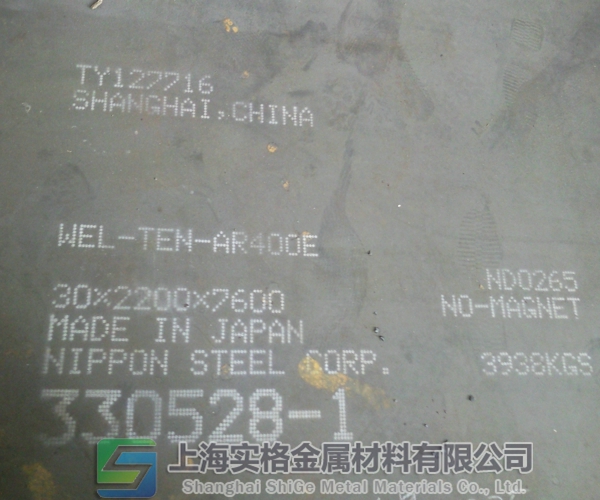 TY127716
SHANGHAI,CHINA
WEL-TEN-AR400E
30×2200×7600
MADE IN JAPAN
NIPPON STEEL CORP.
330528-1
ND0265
NO-MAGNET
3938KGS
上海实格金属材料有限公司
Shanghai ShiGe Metal Materials Co., Ltd.